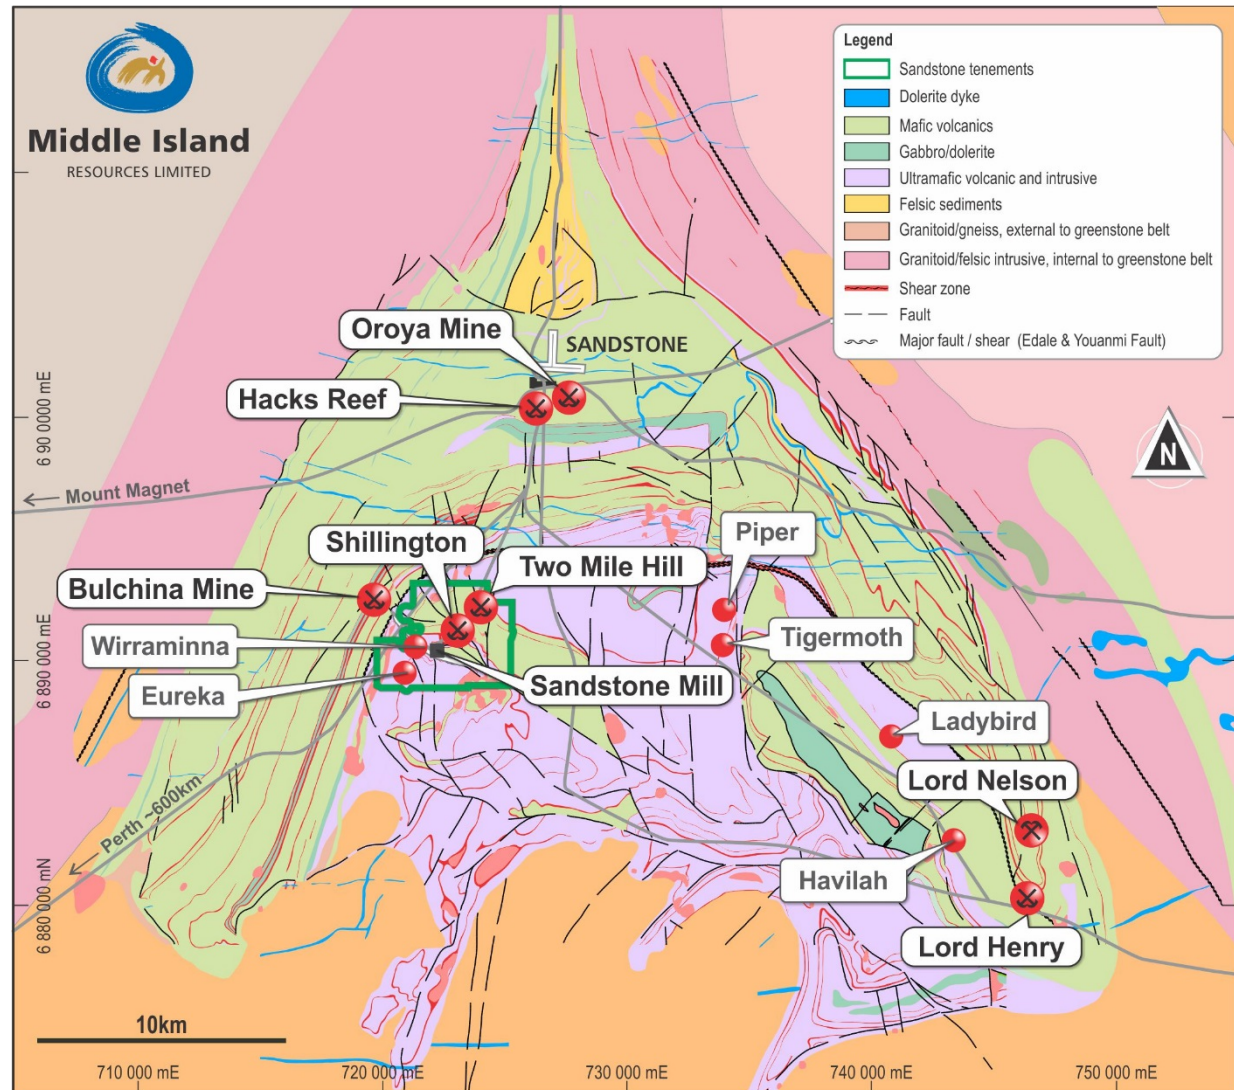 Middle Island
RESOURCES LIMITED
Legend
Sandstone tenements
Dolerite dyke
Mafic volcanics
Gabbro/dolerite
Ultramafic volcanic and intrusive
Felsic sediments
Granitoid/gneiss, external to greenstone belt
Granitoid/felsic intrusive, internal to greenstone belt
Shear zone
Fault
Major fault / shear (Edale & Youanmi Fault)
Oroya Mine
SANDSTONE
Hacks Reef
6 900 000 mE
N
← Mount Magnet
Shillington
Piper
Two Mile Hill
Bulchina Mine
Wirraminna
Tigermoth
6 890 000 mE
Eureka
Sandstone Mill
Ladybird
Lord Nelson
← Perth ~600km
Havilah
6 880 000 mN
Lord Henry
10km
710 000 mE
720 000 mE
730 000 mE
740 000 mE
750 000 mE